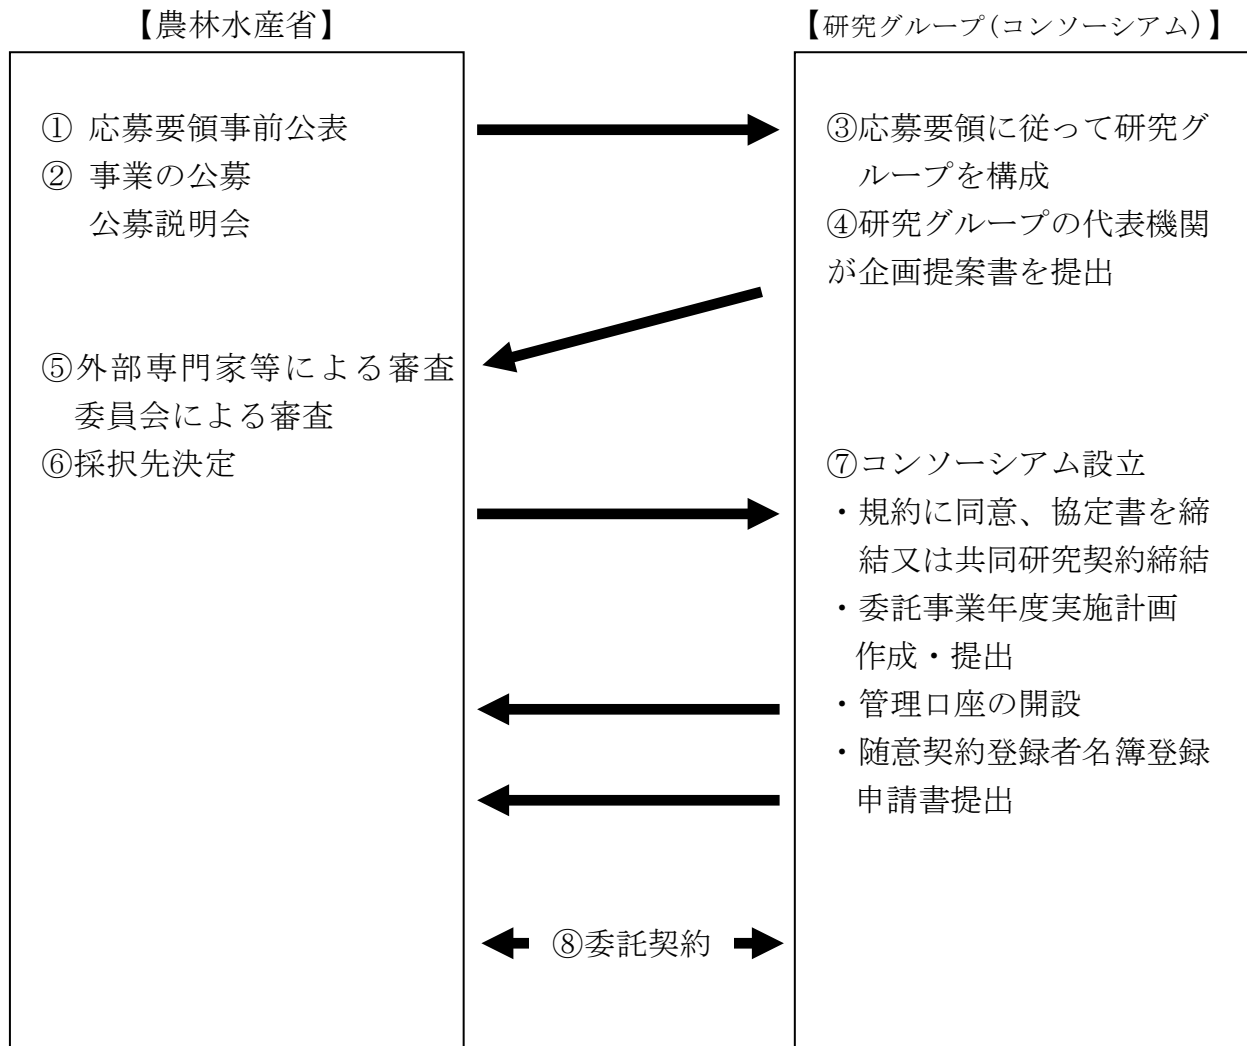 【農林水産省】
① 応募要領事前公表
② 事業の公募
公募説明会
⑤外部専門家等による審査
委員会による審査
⑥採択先決定
【研究グループ(コンソーシアム)】
③応募要領に従って研究グ
ループを構成
④研究グループの代表機関
が企画提案書を提出
⑦コンソーシアム設立
・規約に同意、協定書を締
結又は共同研究契約締結
・委託事業年度実施計画
作成・提出
・管理口座の開設
・随意契約登録者名簿登録
申請書提出
⑧委託契約